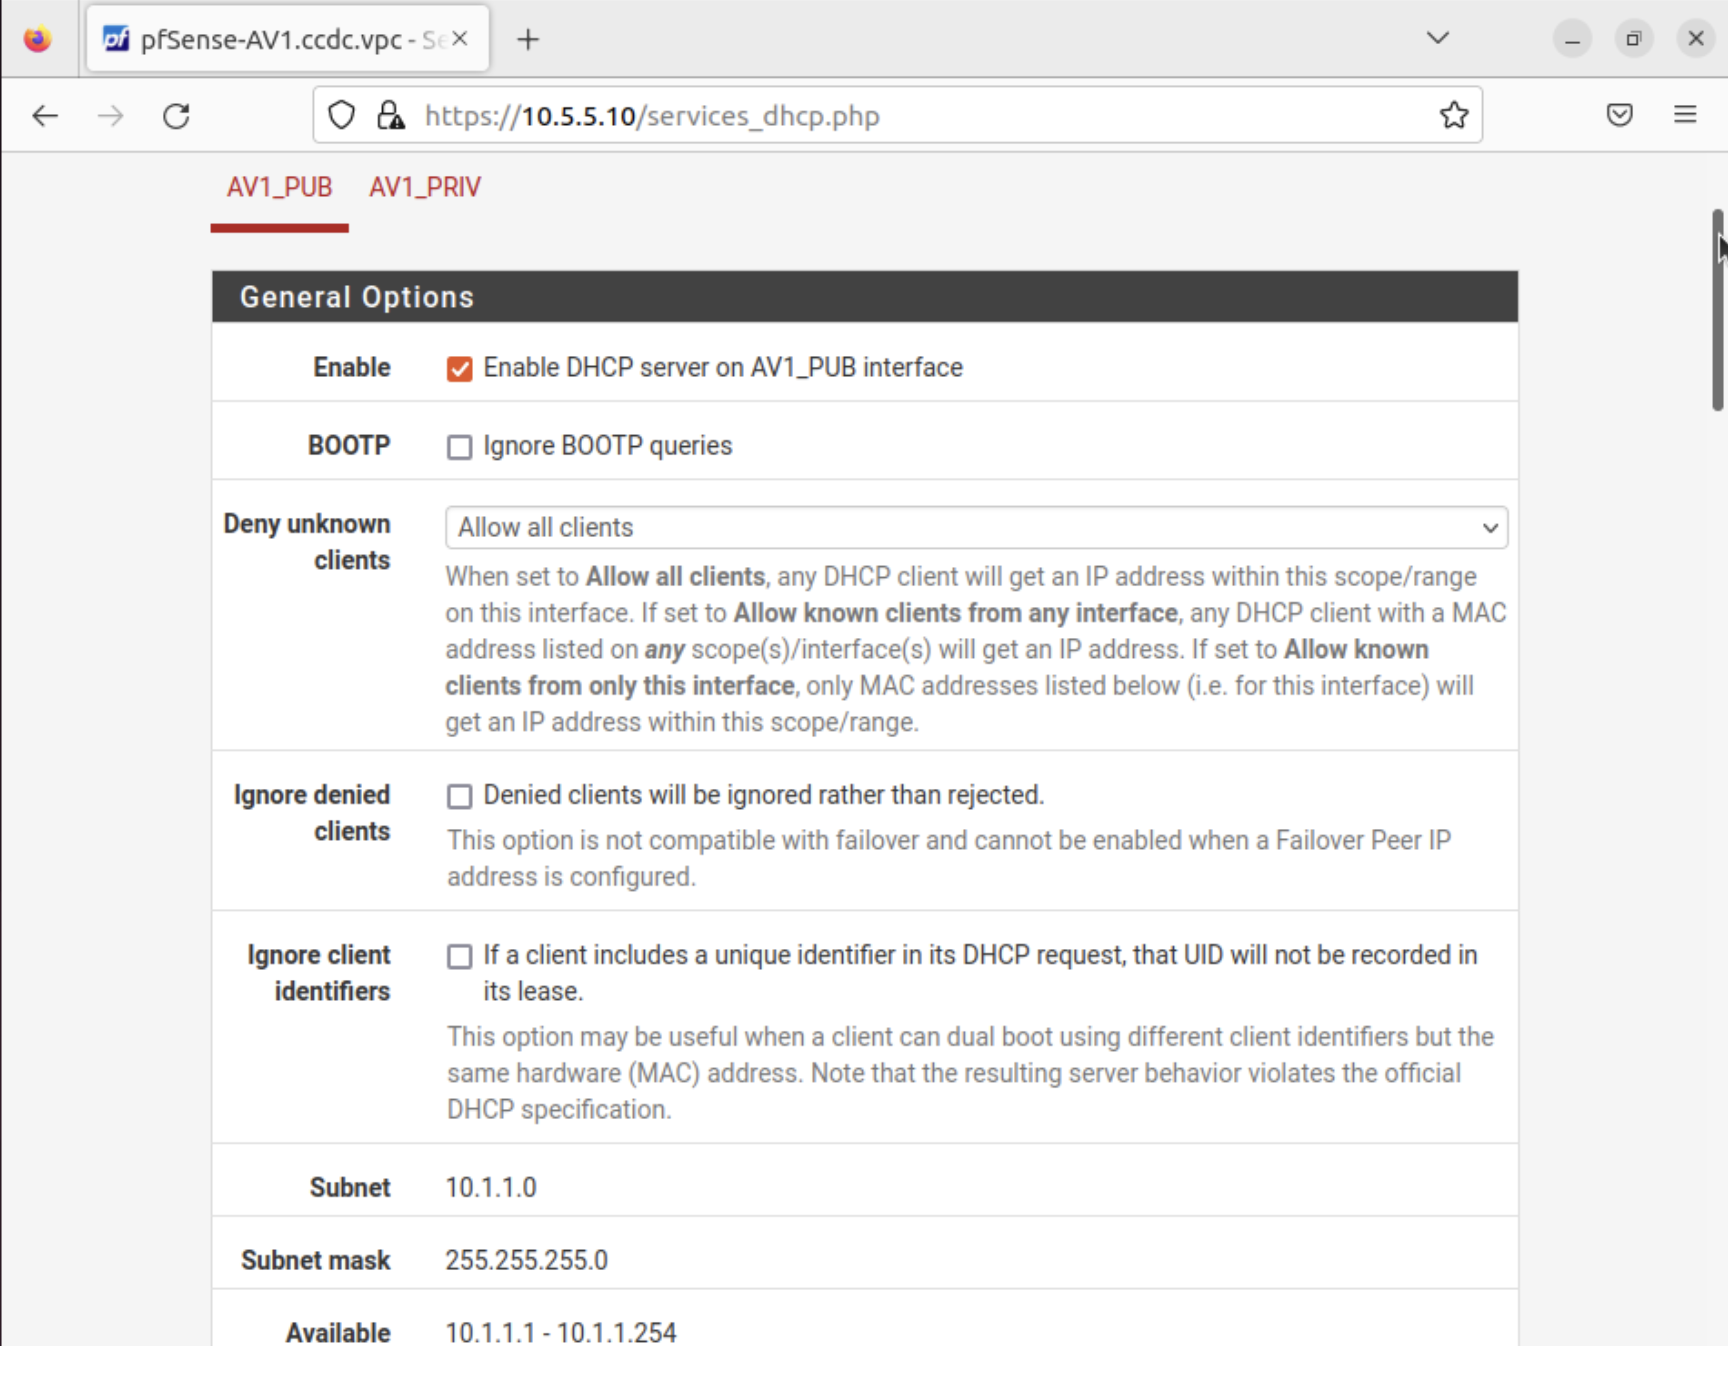 pfSense-AV1.ccdc.vpc - Se
https://10.5.5.10/services_dhcp.php
AV1_PUB AV1_PRIV
General Options
Enable Enable DHCP server on AV1_PUB interface
BOOTP Ignore BOOTP queries
Deny unknown clients Allow all clients
When set to Allow all clients, any DHCP client will get an IP address within this scope/range
on this interface. If set to Allow known clients from any interface, any DHCP client with a MAC
address listed on any scope(s)/interface(s) will get an IP address. If set to Allow known
clients from only this interface, only MAC addresses listed below (i.e. for this interface) will
get an IP address within this scope/range.
Ignore denied clients Denied clients will be ignored rather than rejected.
This option is not compatible with failover and cannot be enabled when a Failover Peer IP
address is configured.
Ignore client identifiers If a client includes a unique identifier in its DHCP request, that UID will not be recorded in
its lease.
This option may be useful when a client can dual boot using different client identifiers but the
same hardware (MAC) address. Note that the resulting server behavior violates the official
DHCP specification.
Subnet 10.1.1.0
Subnet mask 255.255.255.0
Available 10.1.1.1 - 10.1.1.254